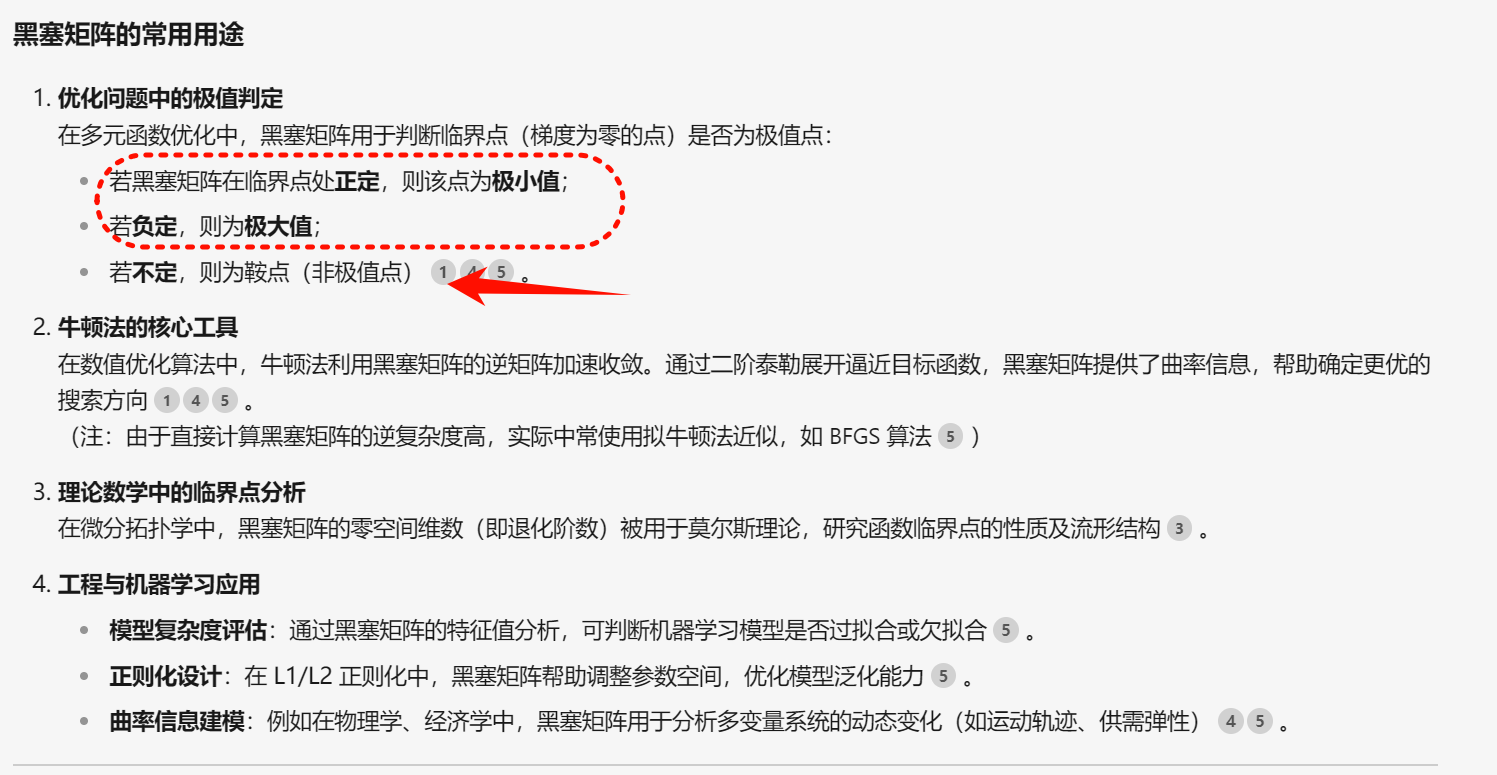 黑塞矩阵的常用用途
1. 优化问题中的极值判定
在多元函数优化中，黑塞矩阵用于判断临界点（梯度为零的点）是否为极值点：
• 若黑塞矩阵在临界点处正定，则该点为极小值；
• 若负定，则为极大值；
• 若不定，则为鞍点（非极值点） 1 4 5 。
2. 牛顿法的核心工具
在数值优化算法中，牛顿法利用黑塞矩阵的逆矩阵加速收敛。通过二阶泰勒展开逼近目标函数，黑塞矩阵提供了曲率信息，帮助确定更优的
搜索方向 1 4 5 。
（注：由于直接计算黑塞矩阵的逆复杂度高，实际中常使用拟牛顿法近似，如 BFGS 算法 5 ）
3. 理论数学中的临界点分析
在微分拓扑学中，黑塞矩阵的零空间维数（即退化阶数）被用于莫尔斯理论，研究函数临界点的性质及流形结构 3 。
4. 工程与机器学习应用
• 模型复杂度评估：通过黑塞矩阵的特征值分析，可判断机器学习模型是否过拟合或欠拟合 5 。
• 正则化设计：在 L1/L2 正则化中，黑塞矩阵帮助调整参数空间，优化模型泛化能力 5 。
• 曲率信息建模：例如在物理学、经济学中，黑塞矩阵用于分析多变量系统的动态变化（如运动轨迹、供需弹性） 4 5 。